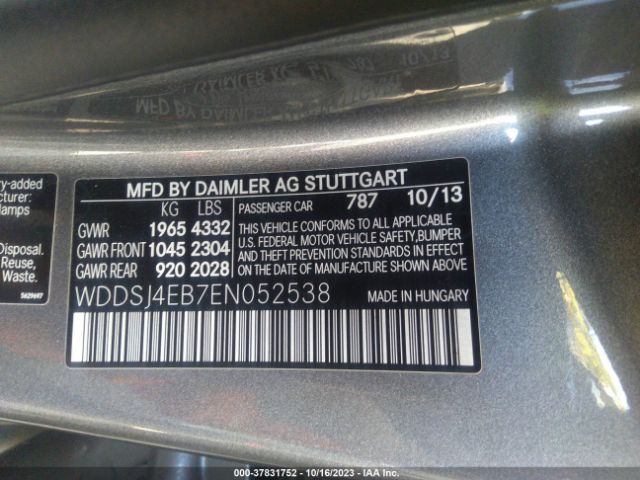 MFD BY DAIMLER AG STUTTGART
KG LBS
GVWR 1965 4332
GAWR FRONT 1045 2304
GAWR REAR 920 2028
PASSENGER CAR 787 10/13
THIS VEHICLE CONFORMS TO ALL APPLICABLE
U.S. FEDERAL MOTOR VEHICLE SAFETY,BUMPER
AND THEFT PREVENTION STANDARDS IN EFFECT
ON THE DATE OF MANUFACTURE SHOWN ABOVE.
WDDSJ4EB7EN052538 MADE IN HUNGARY
ry-added
r these
lamps
Disposal.
Reuse,
Waste.
000-37831752 - 10/16/2023 - IAA Inc.